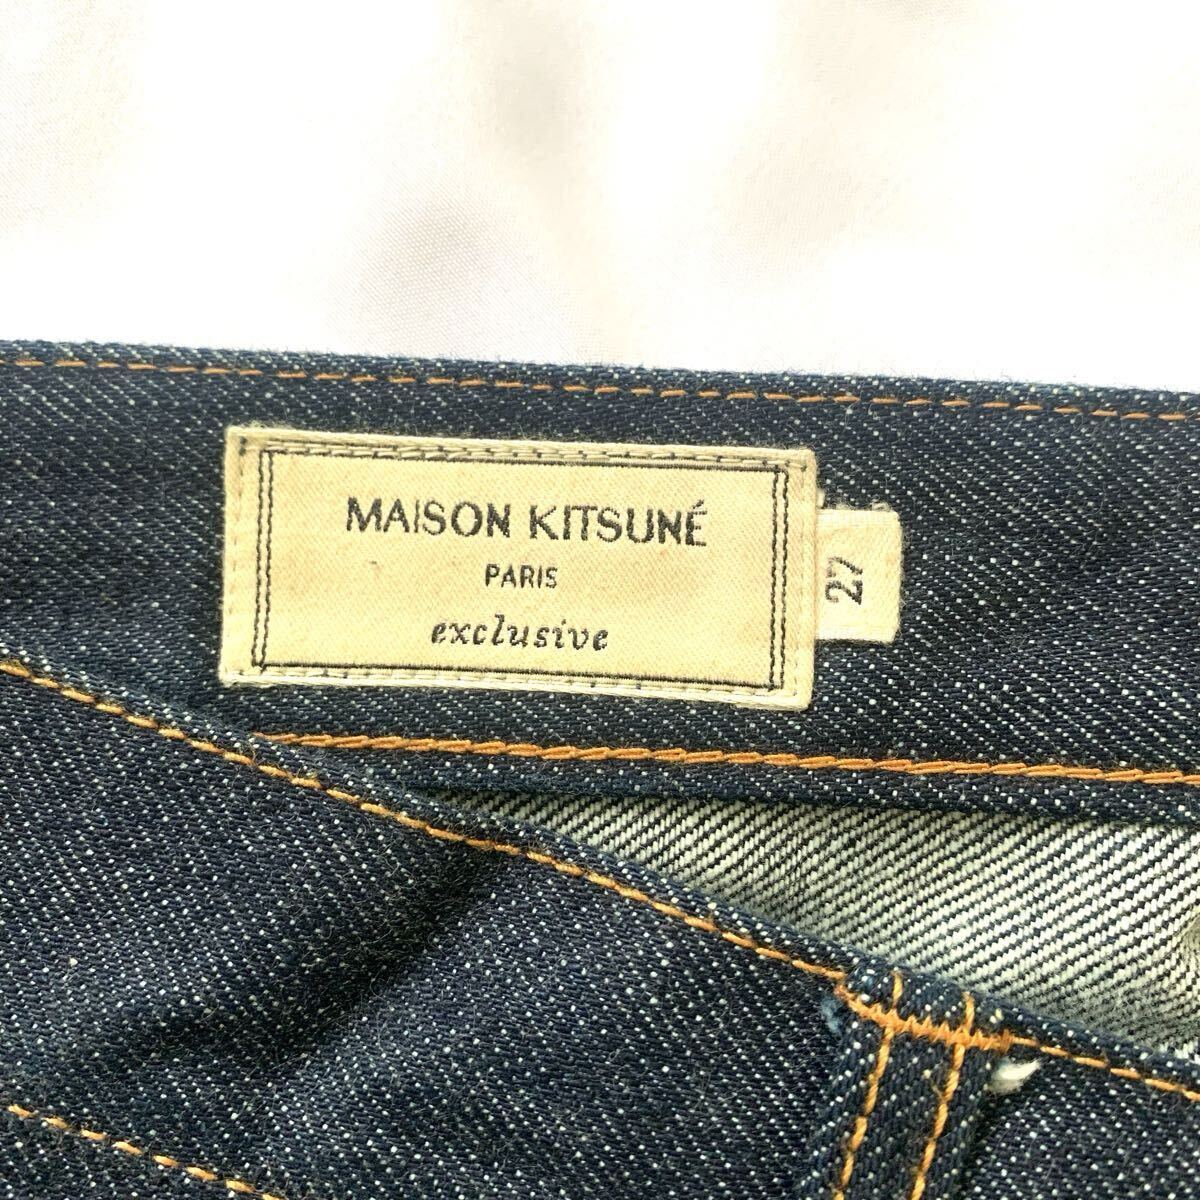 MAISON KITSUNÉ
PARIS
exclusive
27